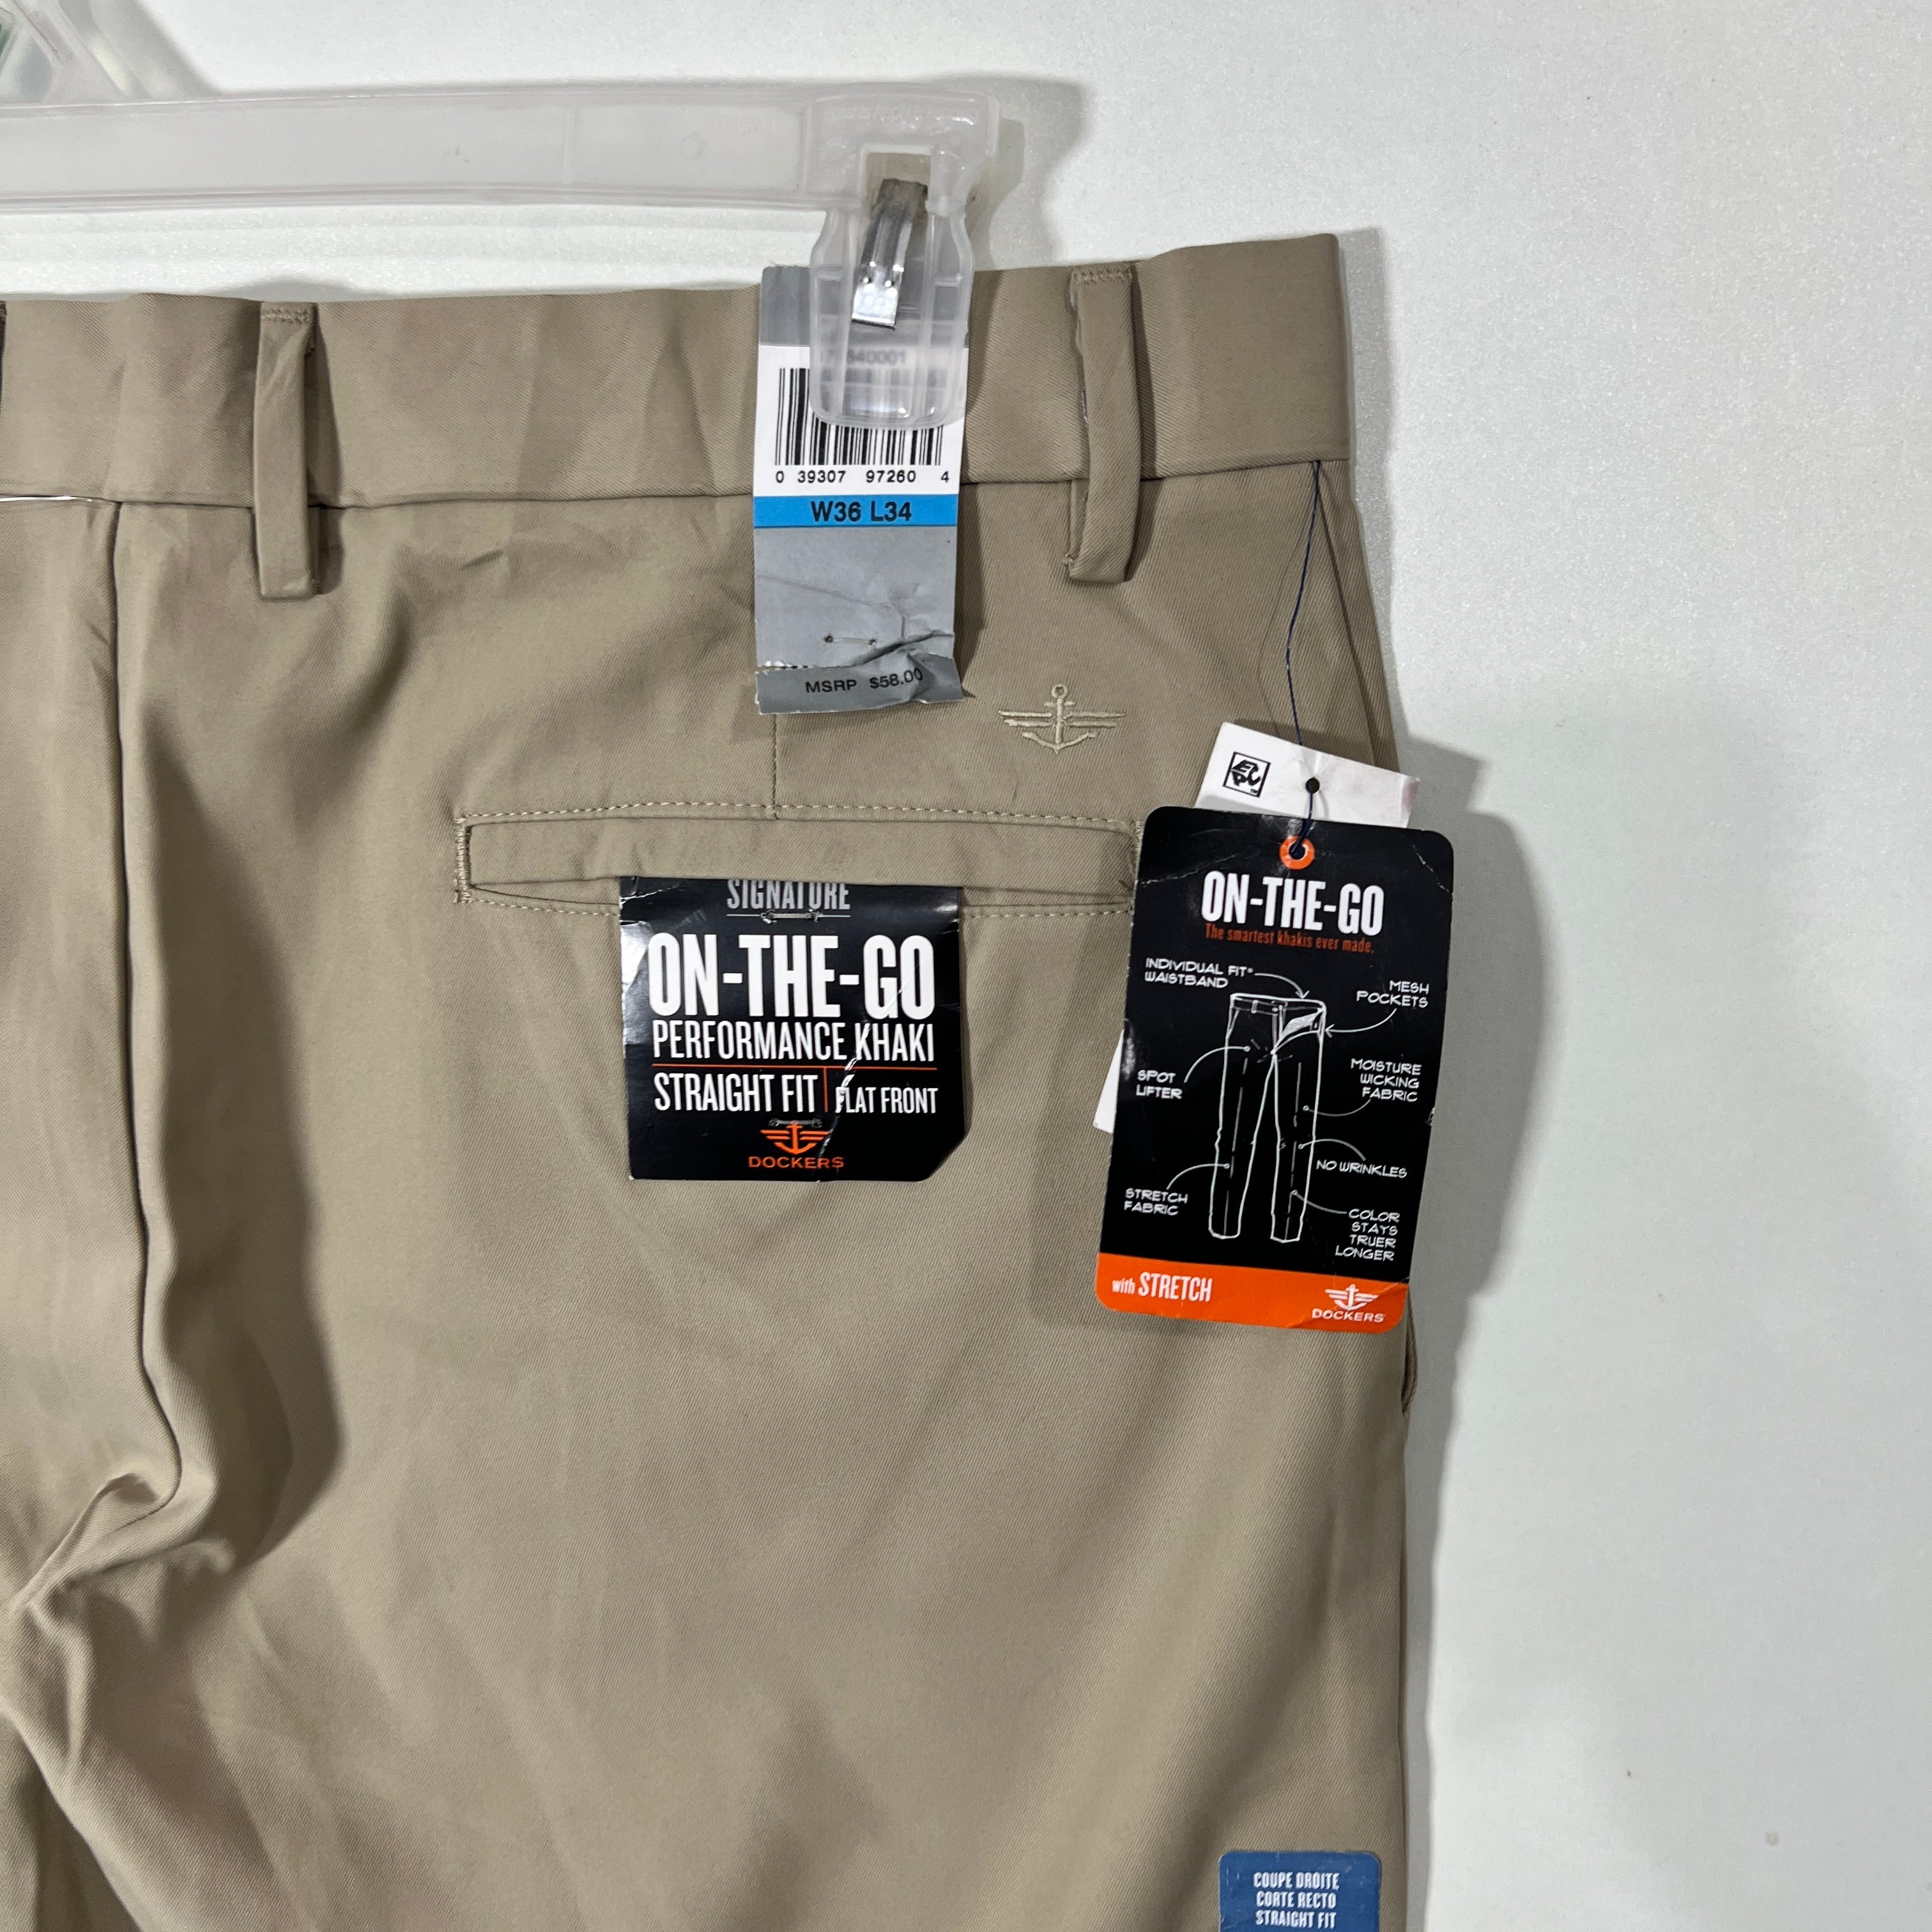 0 39307 97260 4
W36 L34
MSRP $58.00
SIGNATURE
ON-THE-GO
PERFORMANCE KHAKI
STRAIGHT FIT
FLAT FRONT
DOCKERS
ON-THE-GO
The smartest khakis ever made.
INDIVIDUAL FIT®
WAISTBAND
MESH
POCKETS
SPOT
LIFTER
MOISTURE
WICKING
FABRIC
NO WRINKLES
STRETCH
FABRIC
COLOR
STAYS
TRUER
LONGER
with STRETCH
DOCKERS
COUPE DROITE
CORTE RECTO
STRAIGHT FIT